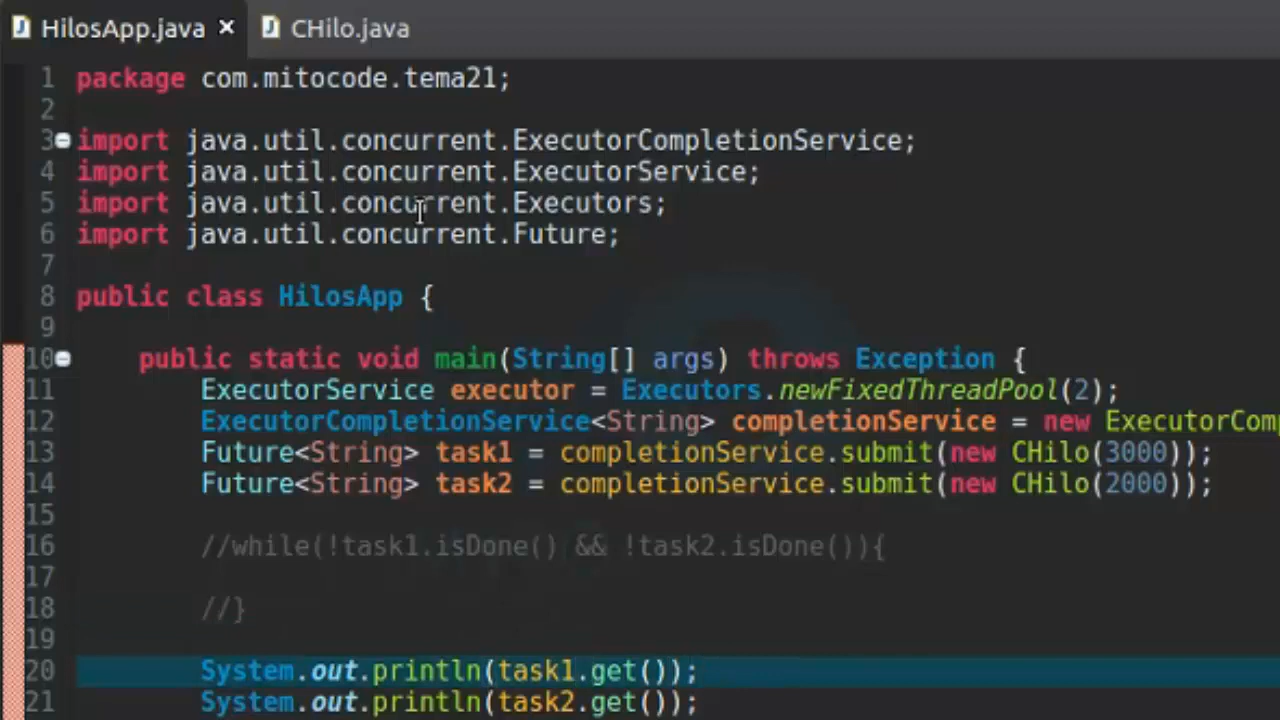 HilosApp.java CHilo.java
1 package com.mitocode.tema21;
2
3 import java.util.concurrent.ExecutorCompletionService;
4 import java.util.concurrent.ExecutorService;
5 import java.util.concurrent.Executors;
6 import java.util.concurrent.Future;
7
8 public class HilosApp {
9
10 public static void main(String[] args) throws Exception {
11 ExecutorService executor = Executors.newFixedThreadPool(2);
12 ExecutorCompletionService<String> completionService = new ExecutorComp
13 Future<String> task1 = completionService.submit(new CHilo(3000));
14 Future<String> task2 = completionService.submit(new CHilo(2000));
15
16 //while(!task1.isDone() && !task2.isDone()){
17
18 //}
19
20 System.out.println(task1.get());
21 System.out.println(task2.get());